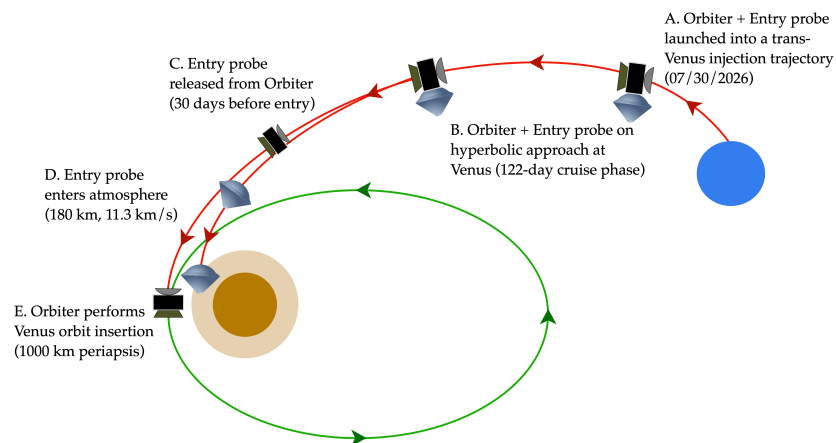 A. Orbiter + Entry probe
launched into a trans-
Venus injection trajectory
(07/30/2026)
B. Orbiter + Entry probe on
hyperbolic approach at
Venus (122-day cruise phase)
C. Entry probe
released from Orbiter
(30 days before entry)
D. Entry probe
enters atmosphere
(180 km, 11.3 km/s)
E. Orbiter performs
Venus orbit insertion
(1000 km periapsis)